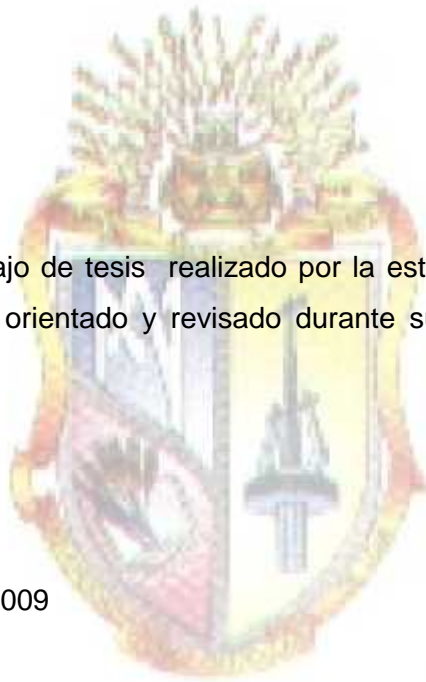 ajo de tesis realizado por la est
orientado y revisado durante su
009